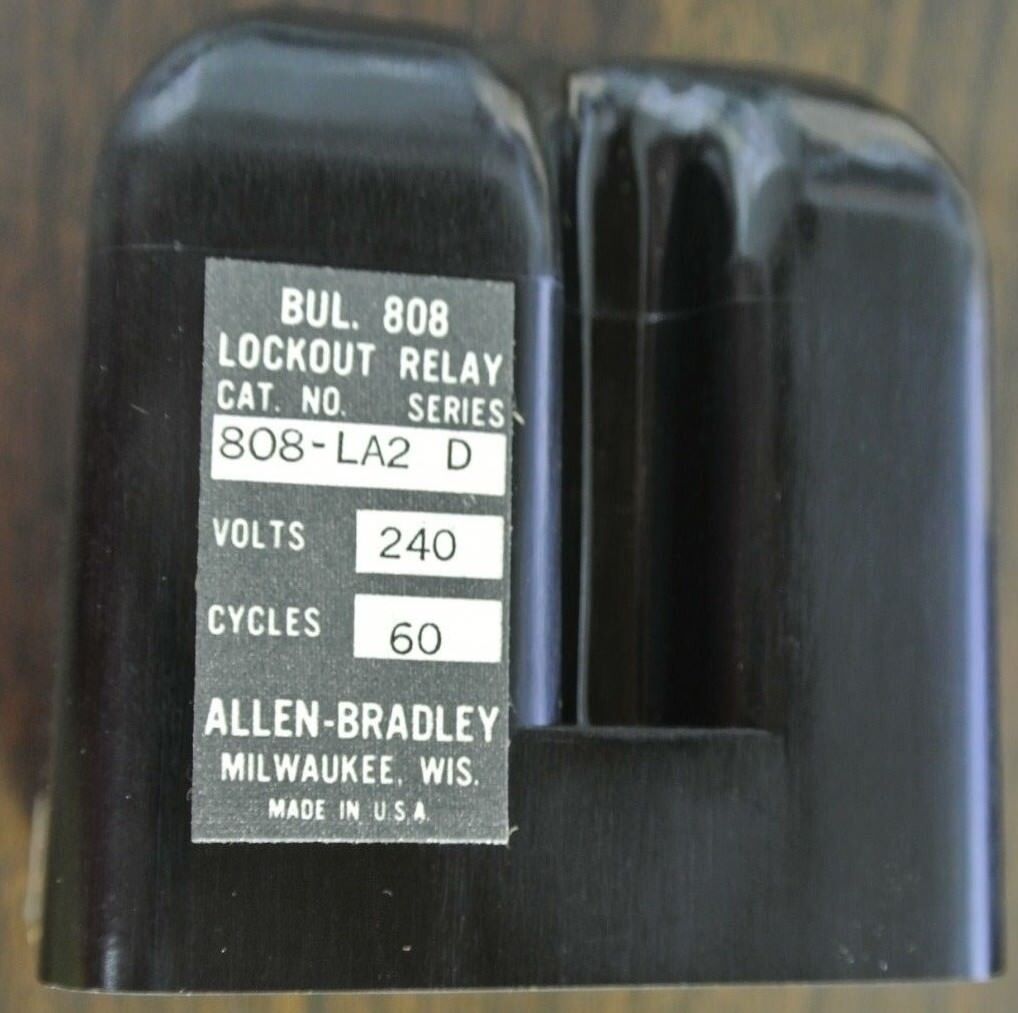 BUL. 808
LOCKOUT RELAY
CAT. NO. SERIES
808-LA2 D
VOLTS 240
CYCLES 60
ALLEN-BRADLEY
MILWAUKEE, WIS.
MADE IN U.S.A.